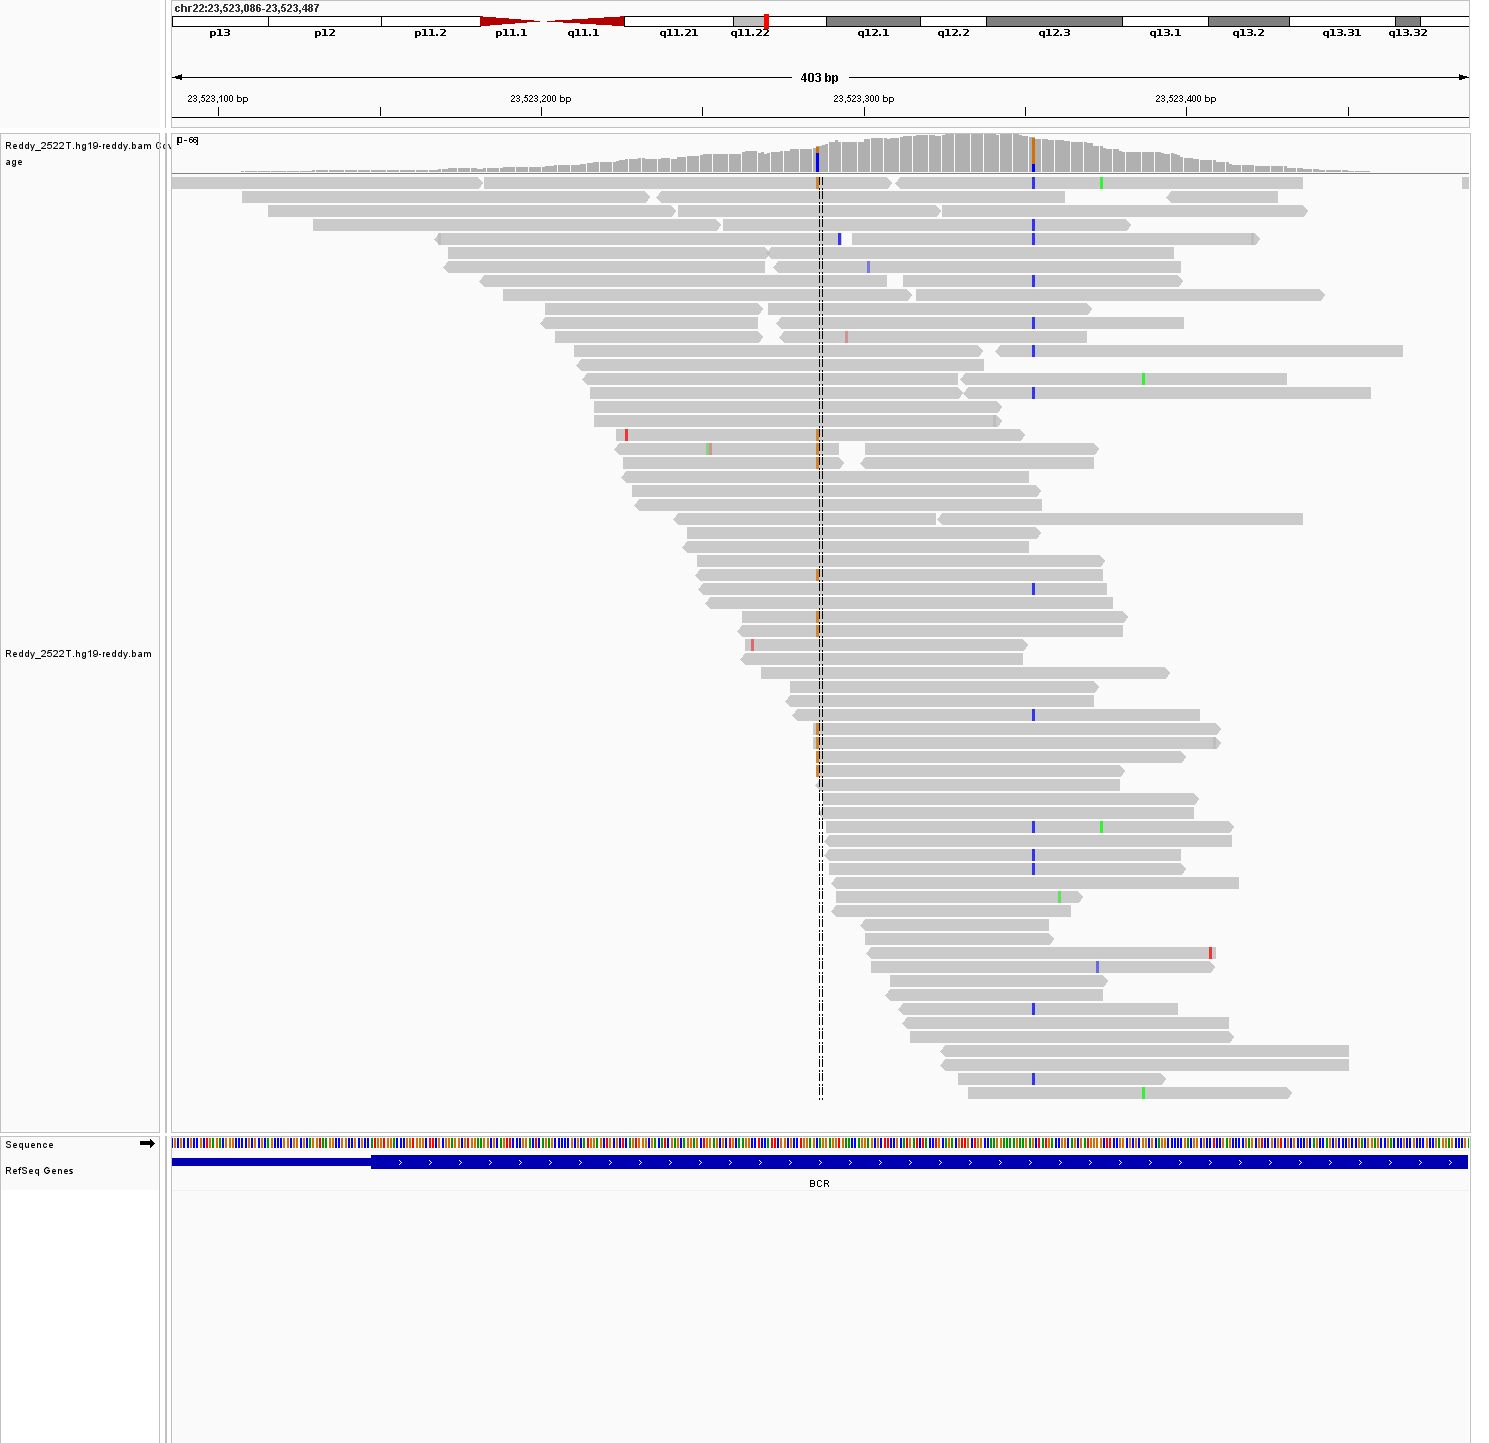 chr22:23,523,086-23,523,487
p13 p12 p11.2 p11.1 q11.1 q11.21 q11.22 q12.1 q12.2 q12.3 q13.1 q13.2 q13.31 q13.32
403 bp
23,523,100 bp 23,523,200 bp 23,523,300 bp 23,523,400 bp
[0 - 66]
Reddy_2522T.hg19-reddy.bam Cov
age
Reddy_2522T.hg19-reddy.bam
Sequence
RefSeq Genes
BCR